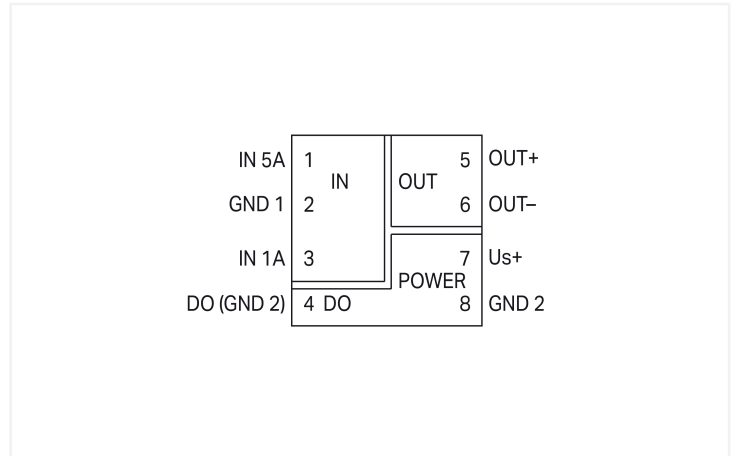 IN 5A 1 5 OUT+
IN OUT
GND 1 2 6 OUT–
IN 1A 3 7 Us+
POWER
DO (GND 2) 4 DO 8 GND 2